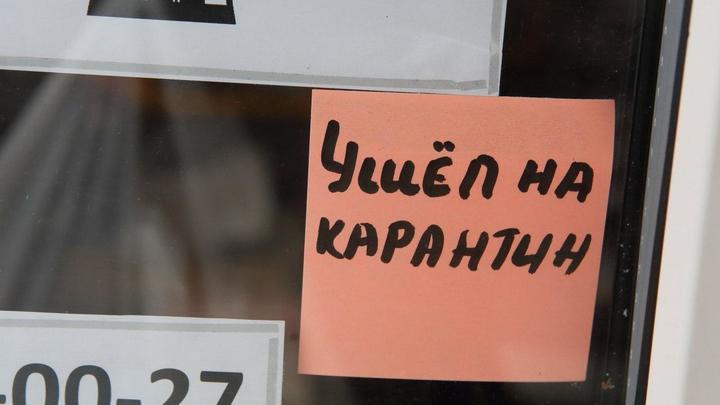 Ушёл на
карантин
-00-27